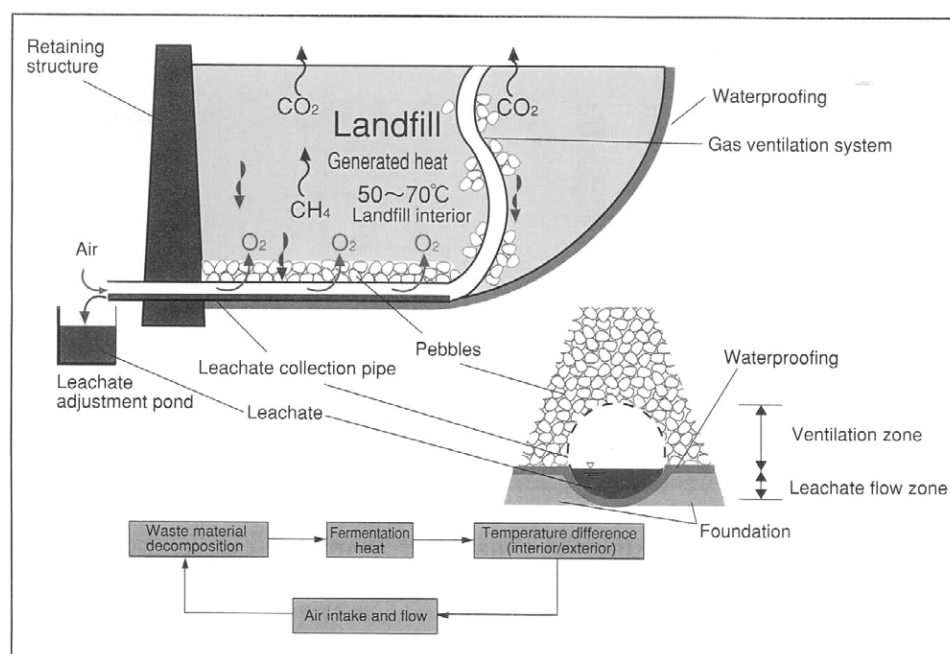 Retaining
structure
CO₂
CO₂
Waterproofing
Landfill
Gas ventilation system
Generated heat
50～70℃
CH₄
Landfill interior
Air
O₂
O₂
O₂
Pebbles
Leachate collection pipe
Waterproofing
Leachate
adjustment pond
Leachate
Ventilation zone
Leachate flow zone
Foundation
Waste material
decomposition
Fermentation
heat
Temperature difference
(interior/exterior)
Air intake and flow